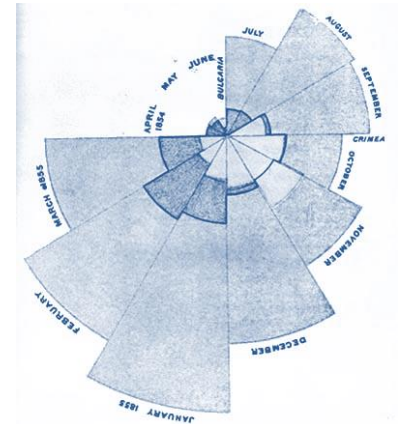 APRIL
1854
MAY
JUNE
BULGARIA
JULY
AUGUST
SEPTEMBER
CRIMEA
OCTOBER
NOVEMBER
DECEMBER
JANUARY 1855
FEBRUARY
MARCH 1855